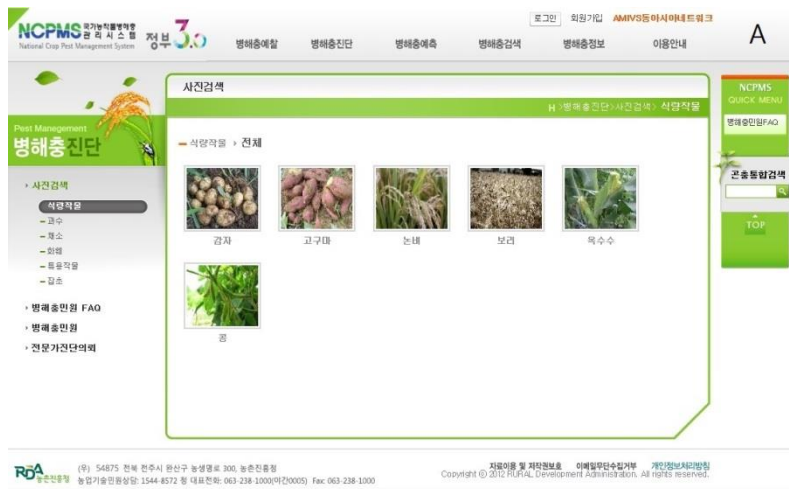 로그인 회원가입 AMIVS동아시아네트워크
NCPMS 국가농작물병해충
관 리 시 스 템
National Crop Pest Management System
정부3.0
병해충예찰 병해충진단 병해충예측 병해충검색 병해충정보 이용안내
A
사진검색
H >병해충진단>사진검색> 식량작물
Pest Manegement
병해충진단
사진검색
식량작물
과수
채소
화훼
특용작물
잡초
병해충민원 FAQ
병해충민원
전문가진단의뢰
식량작물 › 전체
감자 고구마 논벼 보리 옥수수
콩
NCPMS
QUICK MENU
병해충민원FAQ
곤충통합검색
TOP
RDA 농촌진흥청
(우) 54875 전북 전주시 완산구 농생명로 300, 농촌진흥청
농업기술민원상담: 1544-8572 청 대표전화: 063-238-1000(야간0005) Fax: 063-238-1000
자료이용 및 저작권보호 이메일무단수집거부 개인정보처리방침
Copyright ⓒ 2012 RURAL Development Administration. All rights reserved.